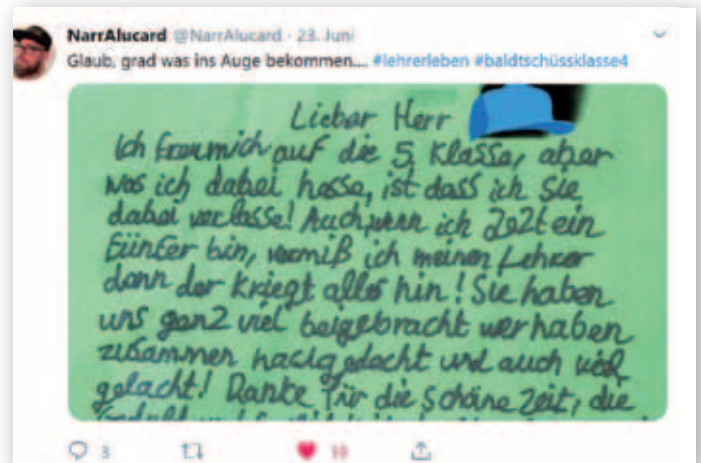 NarrAlucard @NarrAlucard · 23. Juni
Glaub, grad was ins Auge bekommen.... #lehrerleben #baldtschüssklasse4
Lieber Herr
Ich freu mich auf die 5. Klasse, aber
was ich dabei hasse, ist dass ich Sie
dabei verlasse! Auch wenn ich jetzt ein
fünfer bin, vermiß ich meinen Lehrer
denn der kriegt alles hin! Sie haben
uns ganz viel beigebracht wir haben
zusammen nachgedacht und auch viel
gelacht! Danke für die schöne Zeit, die
3 19